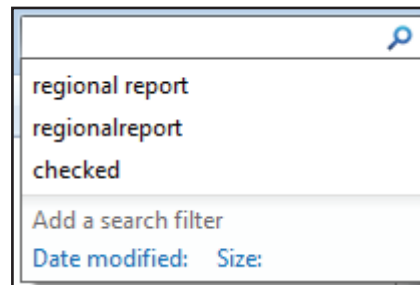 regional report
regionalreport
checked
Add a search filter
Date modified: Size: